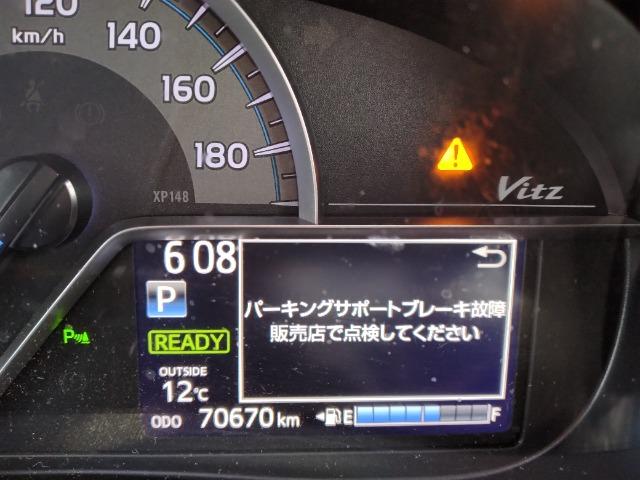 120
km/h
140
160
180
XP148
Vitz
6:08
P
パーキングサポートブレーキ故障
販売店で点検してください
P
READY
OUTSIDE
12℃
ODO 70670 km
E F